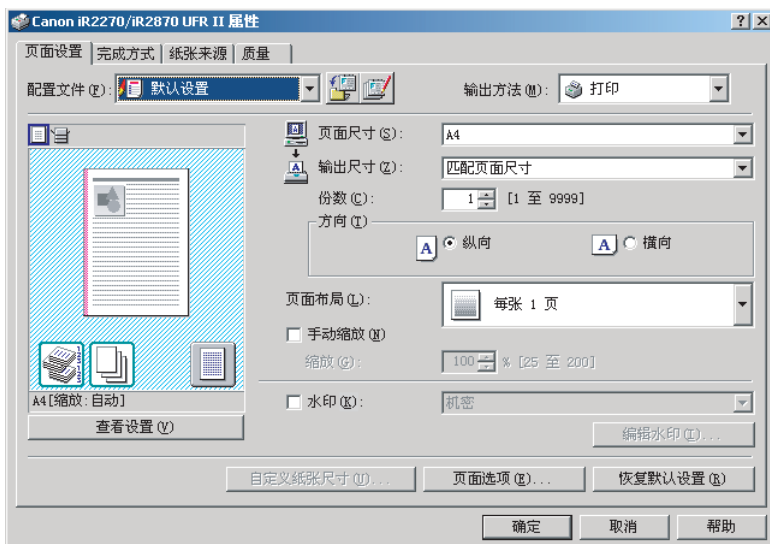 Canon iR2270/iR2870 UFR II 属性
页面设置 完成方式 纸张来源 质量
配置文件(F): 默认设置 输出方法(M): 打印
页面尺寸(S): A4
输出尺寸(Z): 匹配页面尺寸
份数(C): 1 [1 至 9999]
方向(T)
A 纵向 A 横向
页面布局(L): 每张 1 页
手动缩放(N)
缩放(G): 100 % [25 至 200]
A4[缩放:自动]
水印(K): 机密
查看设置(V)
编辑水印(I)...
自定义纸张尺寸(U)... 页面选项(E)... 恢复默认设置(R)
确定 取消 帮助